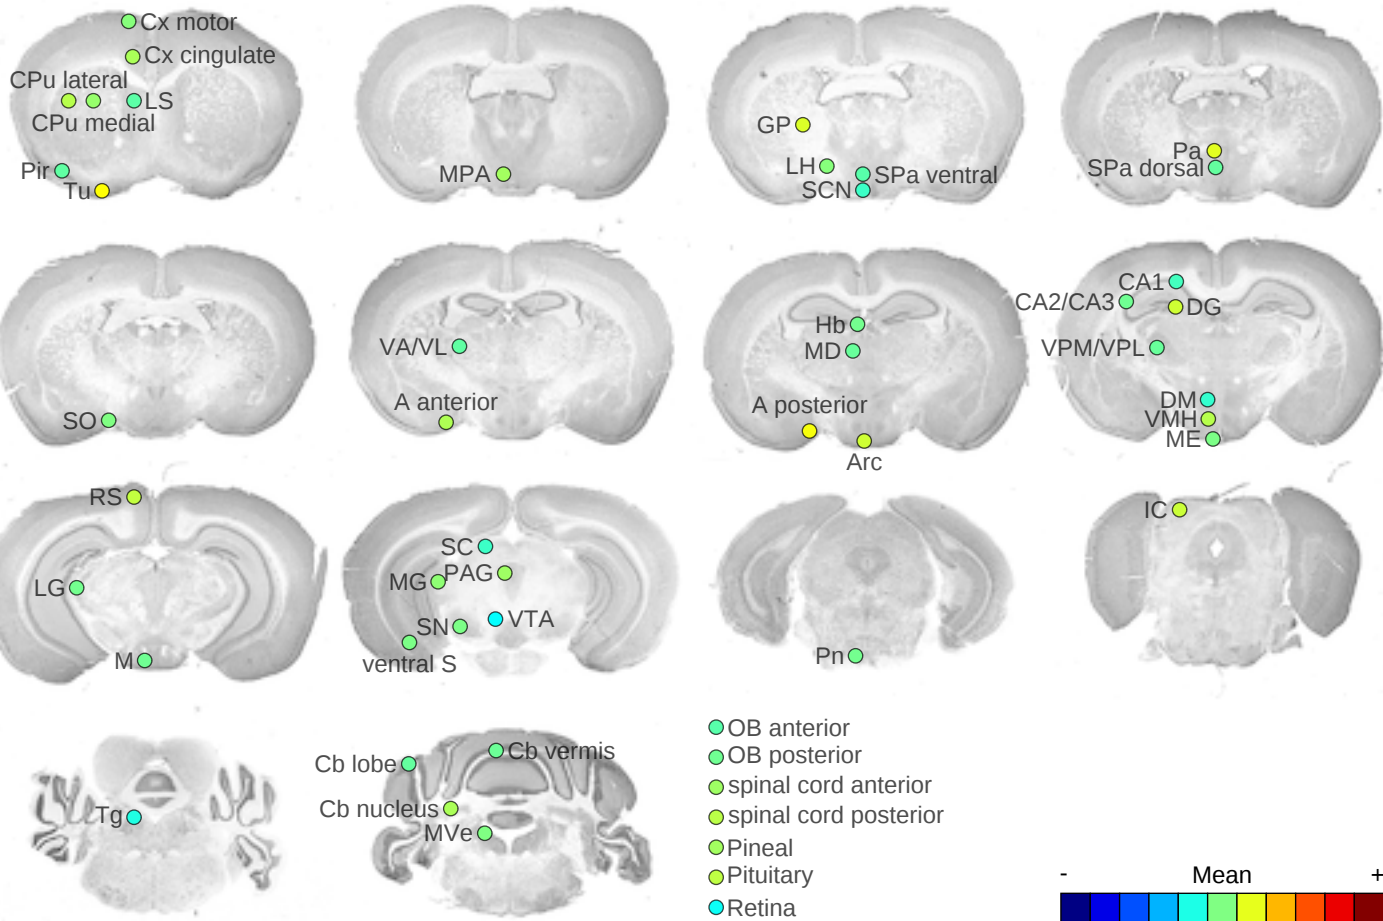 Cx motor
Cx cingulate
CPu lateral
LS
CPu medial
Pir
Tu
MPA
GP
LH
SPa ventral
SCN
Pa
SPa dorsal
SO
VA/VL
A anterior
Hb
MD
A posterior
Arc
CA1
CA2/CA3
DG
VPM/VPL
DM
VMH
ME
RS
LG
M
SC
PAG
MG
VTA
SN
ventral S
Pn
IC
Tg
Cb vermis
Cb lobe
Cb nucleus
MVe
OB anterior
OB posterior
spinal cord anterior
spinal cord posterior
Pineal
Pituitary
Retina
- Mean +